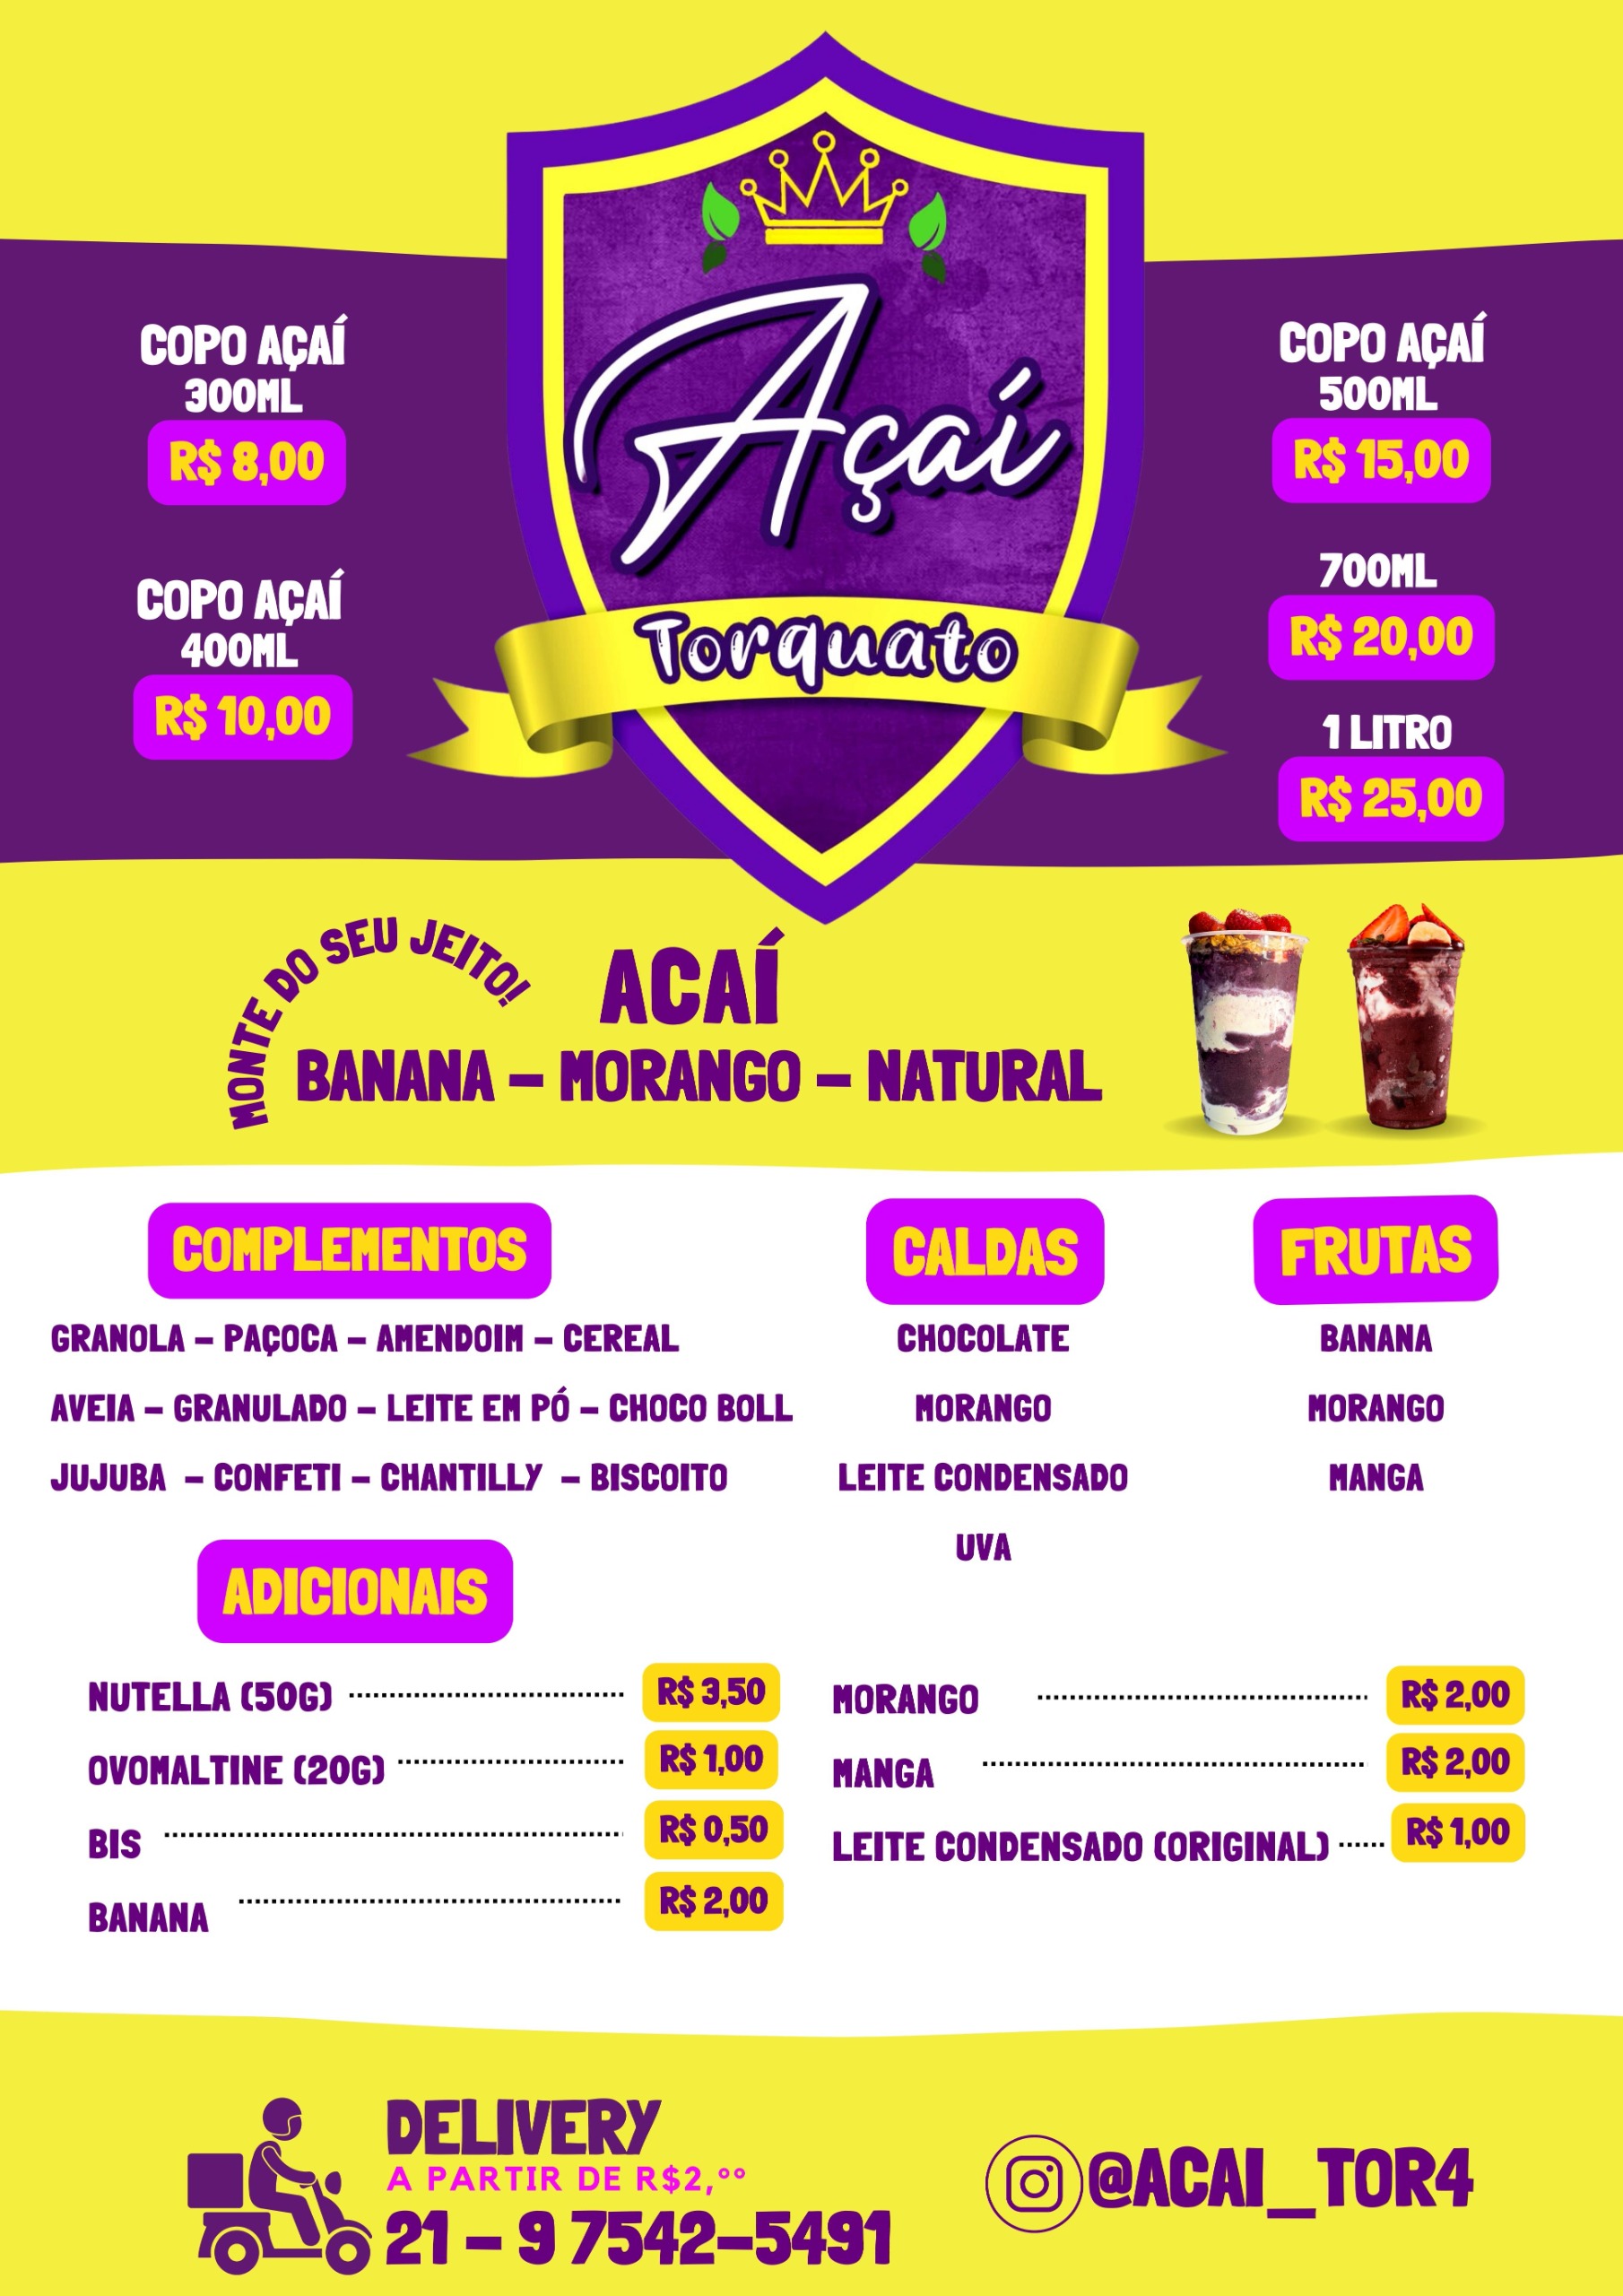 Açaí
Torquato
COPO AÇAÍ
300ML
R$ 8,00
COPO AÇAÍ
400ML
R$ 10,00
COPO AÇAÍ
500ML
R$ 15,00
700ML
R$ 20,00
1 LITRO
R$ 25,00
MONTE DO SEU JEITO!
ACAÍ
BANANA – MORANGO – NATURAL
COMPLEMENTOS
GRANOLA – PAÇOCA – AMENDOIM – CEREAL
AVEIA – GRANULADO – LEITE EM PÓ – CHOCO BOLL
JUJUBA – CONFETI – CHANTILLY – BISCOITO
CALDAS
CHOCOLATE
MORANGO
LEITE CONDENSADO
UVA
FRUTAS
BANANA
MORANGO
MANGA
ADICIONAIS
NUTELLA (50G) R$ 3,50
OVOMALTINE (20G) R$ 1,00
BIS R$ 0,50
BANANA R$ 2,00
MORANGO R$ 2,00
MANGA R$ 2,00
LEITE CONDENSADO (ORIGINAL) R$ 1,00
DELIVERY
A PARTIR DE R$2,°°
21 – 9 7542–5491
@ACAI_TOR4